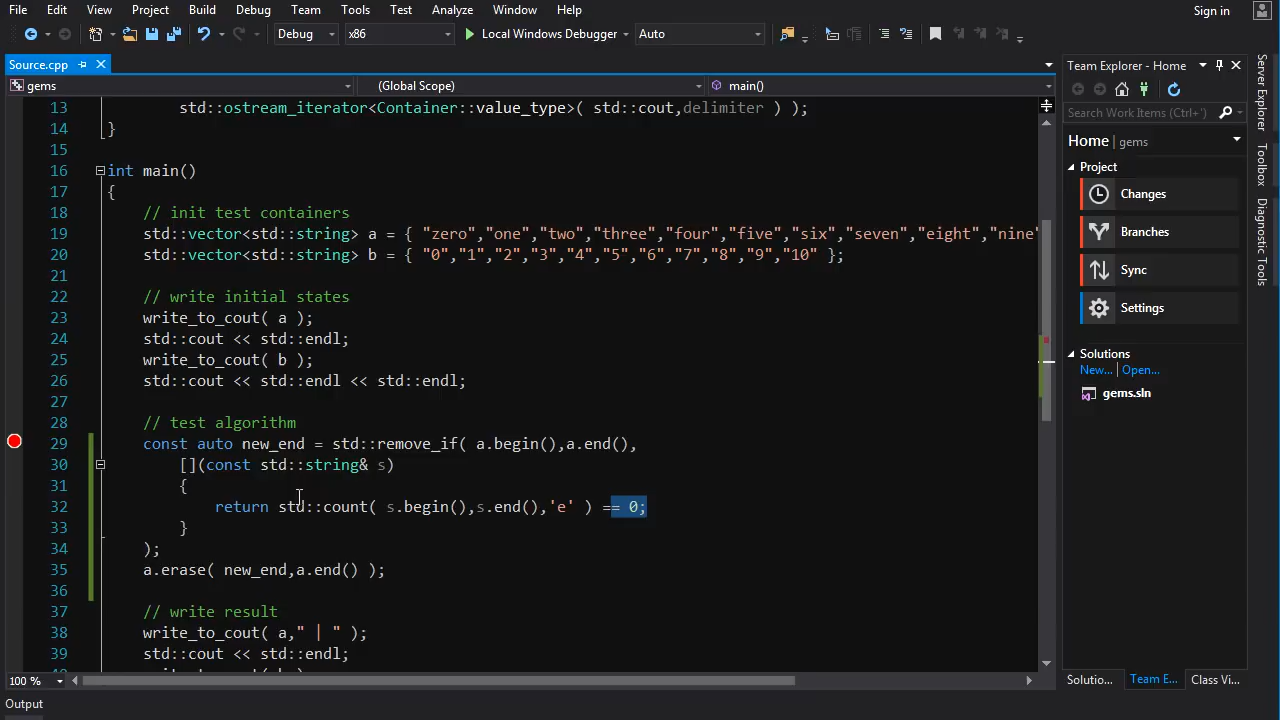 File Edit View Project Build Debug Team Tools Test Analyze Window Help
Sign in
Debug x86 Local Windows Debugger Auto
Source.cpp
gems (Global Scope) main()
13 std::ostream_iterator<Container::value_type>( std::cout,delimiter ) );
14 }
15
16 int main()
17 {
18 // init test containers
19 std::vector<std::string> a = { "zero","one","two","three","four","five","six","seven","eight","nine"
20 std::vector<std::string> b = { "0","1","2","3","4","5","6","7","8","9","10" };
21
22 // write initial states
23 write_to_cout( a );
24 std::cout << std::endl;
25 write_to_cout( b );
26 std::cout << std::endl << std::endl;
27
28 // test algorithm
29 const auto new_end = std::remove_if( a.begin(),a.end(),
30 [](const std::string& s)
31 {
32 return std::count( s.begin(),s.end(),'e' ) == 0;
33 }
34 );
35 a.erase( new_end,a.end() );
36
37 // write result
38 write_to_cout( a," | " );
39 std::cout << std::endl;
100 %
Output
Team Explorer - Home
Search Work Items (Ctrl+')
Home | gems
Project
Changes
Branches
Sync
Settings
Solutions
New... | Open...
gems.sln
Solutio... Team E... Class Vi...
Server Explorer
Toolbox
Diagnostic Tools